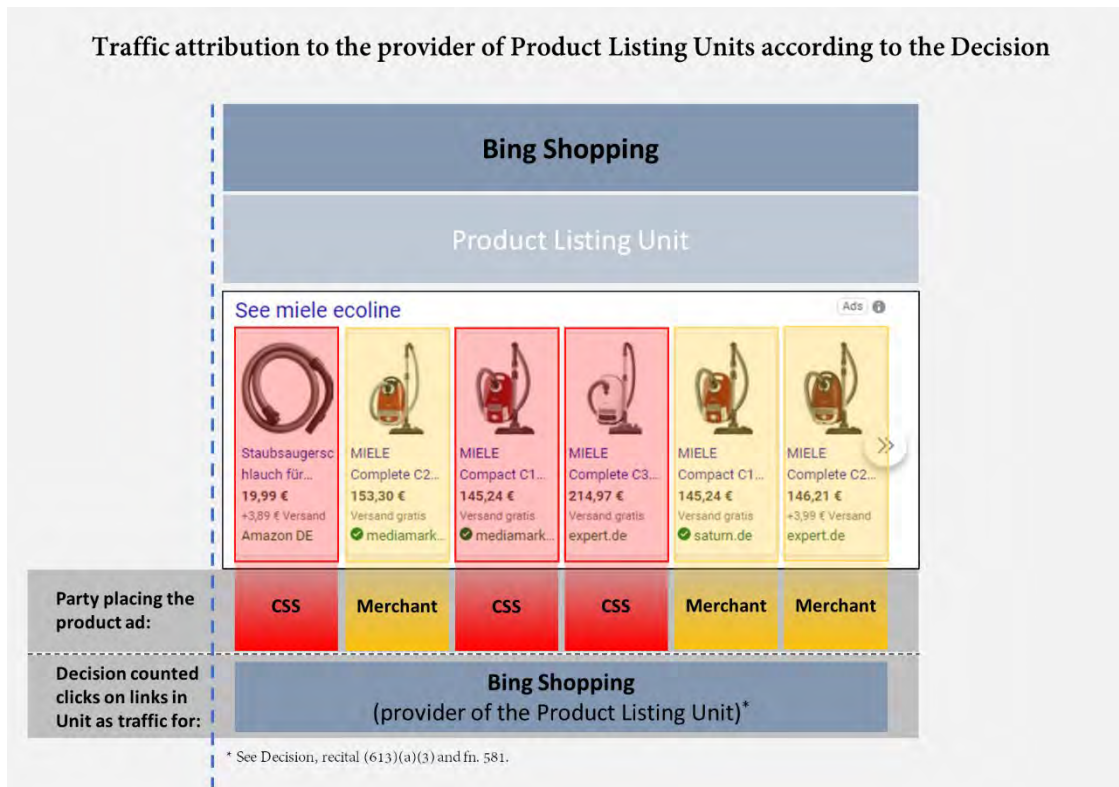 Traffic attribution to the provider of Product Listing Units according to the Decision
Bing Shopping
Product Listing Unit
See miele ecoline
Ads
Staubsaugersc
hlauch für...
19,99 €
+3,89 € Versand
Amazon DE
MIELE
Complete C2...
153,30 €
Versand gratis
mediamark...
MIELE
Compact C1...
145,24 €
Versand gratis
mediamark...
MIELE
Complete C3...
214,97 €
Versand gratis
expert.de
MIELE
Compact C1...
145,24 €
Versand gratis
saturn.de
MIELE
Complete C2...
146,21 €
+3,99 € Versand
expert.de
Party placing the
product ad:
CSS
Merchant
CSS
CSS
Merchant
Merchant
Decision counted
clicks on links in
Unit as traffic for:
Bing Shopping
(provider of the Product Listing Unit)*
* See Decision, recital (613)(a)(3) and fn. 581.